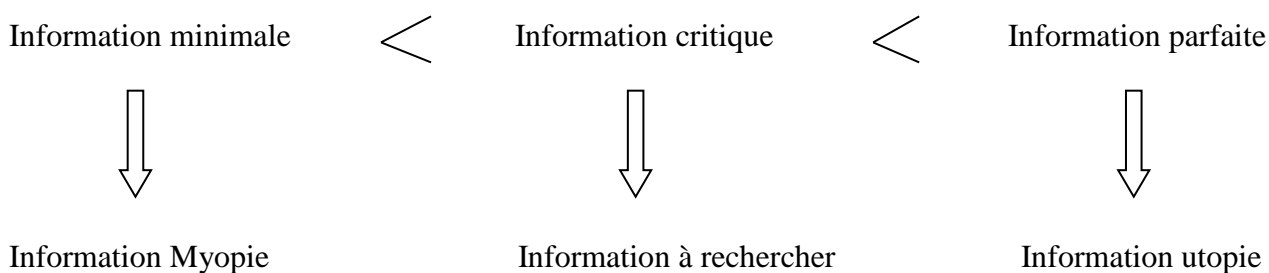 Information minimale < Information critique < Information parfaite
Information Myopie Information à rechercher Information utopie